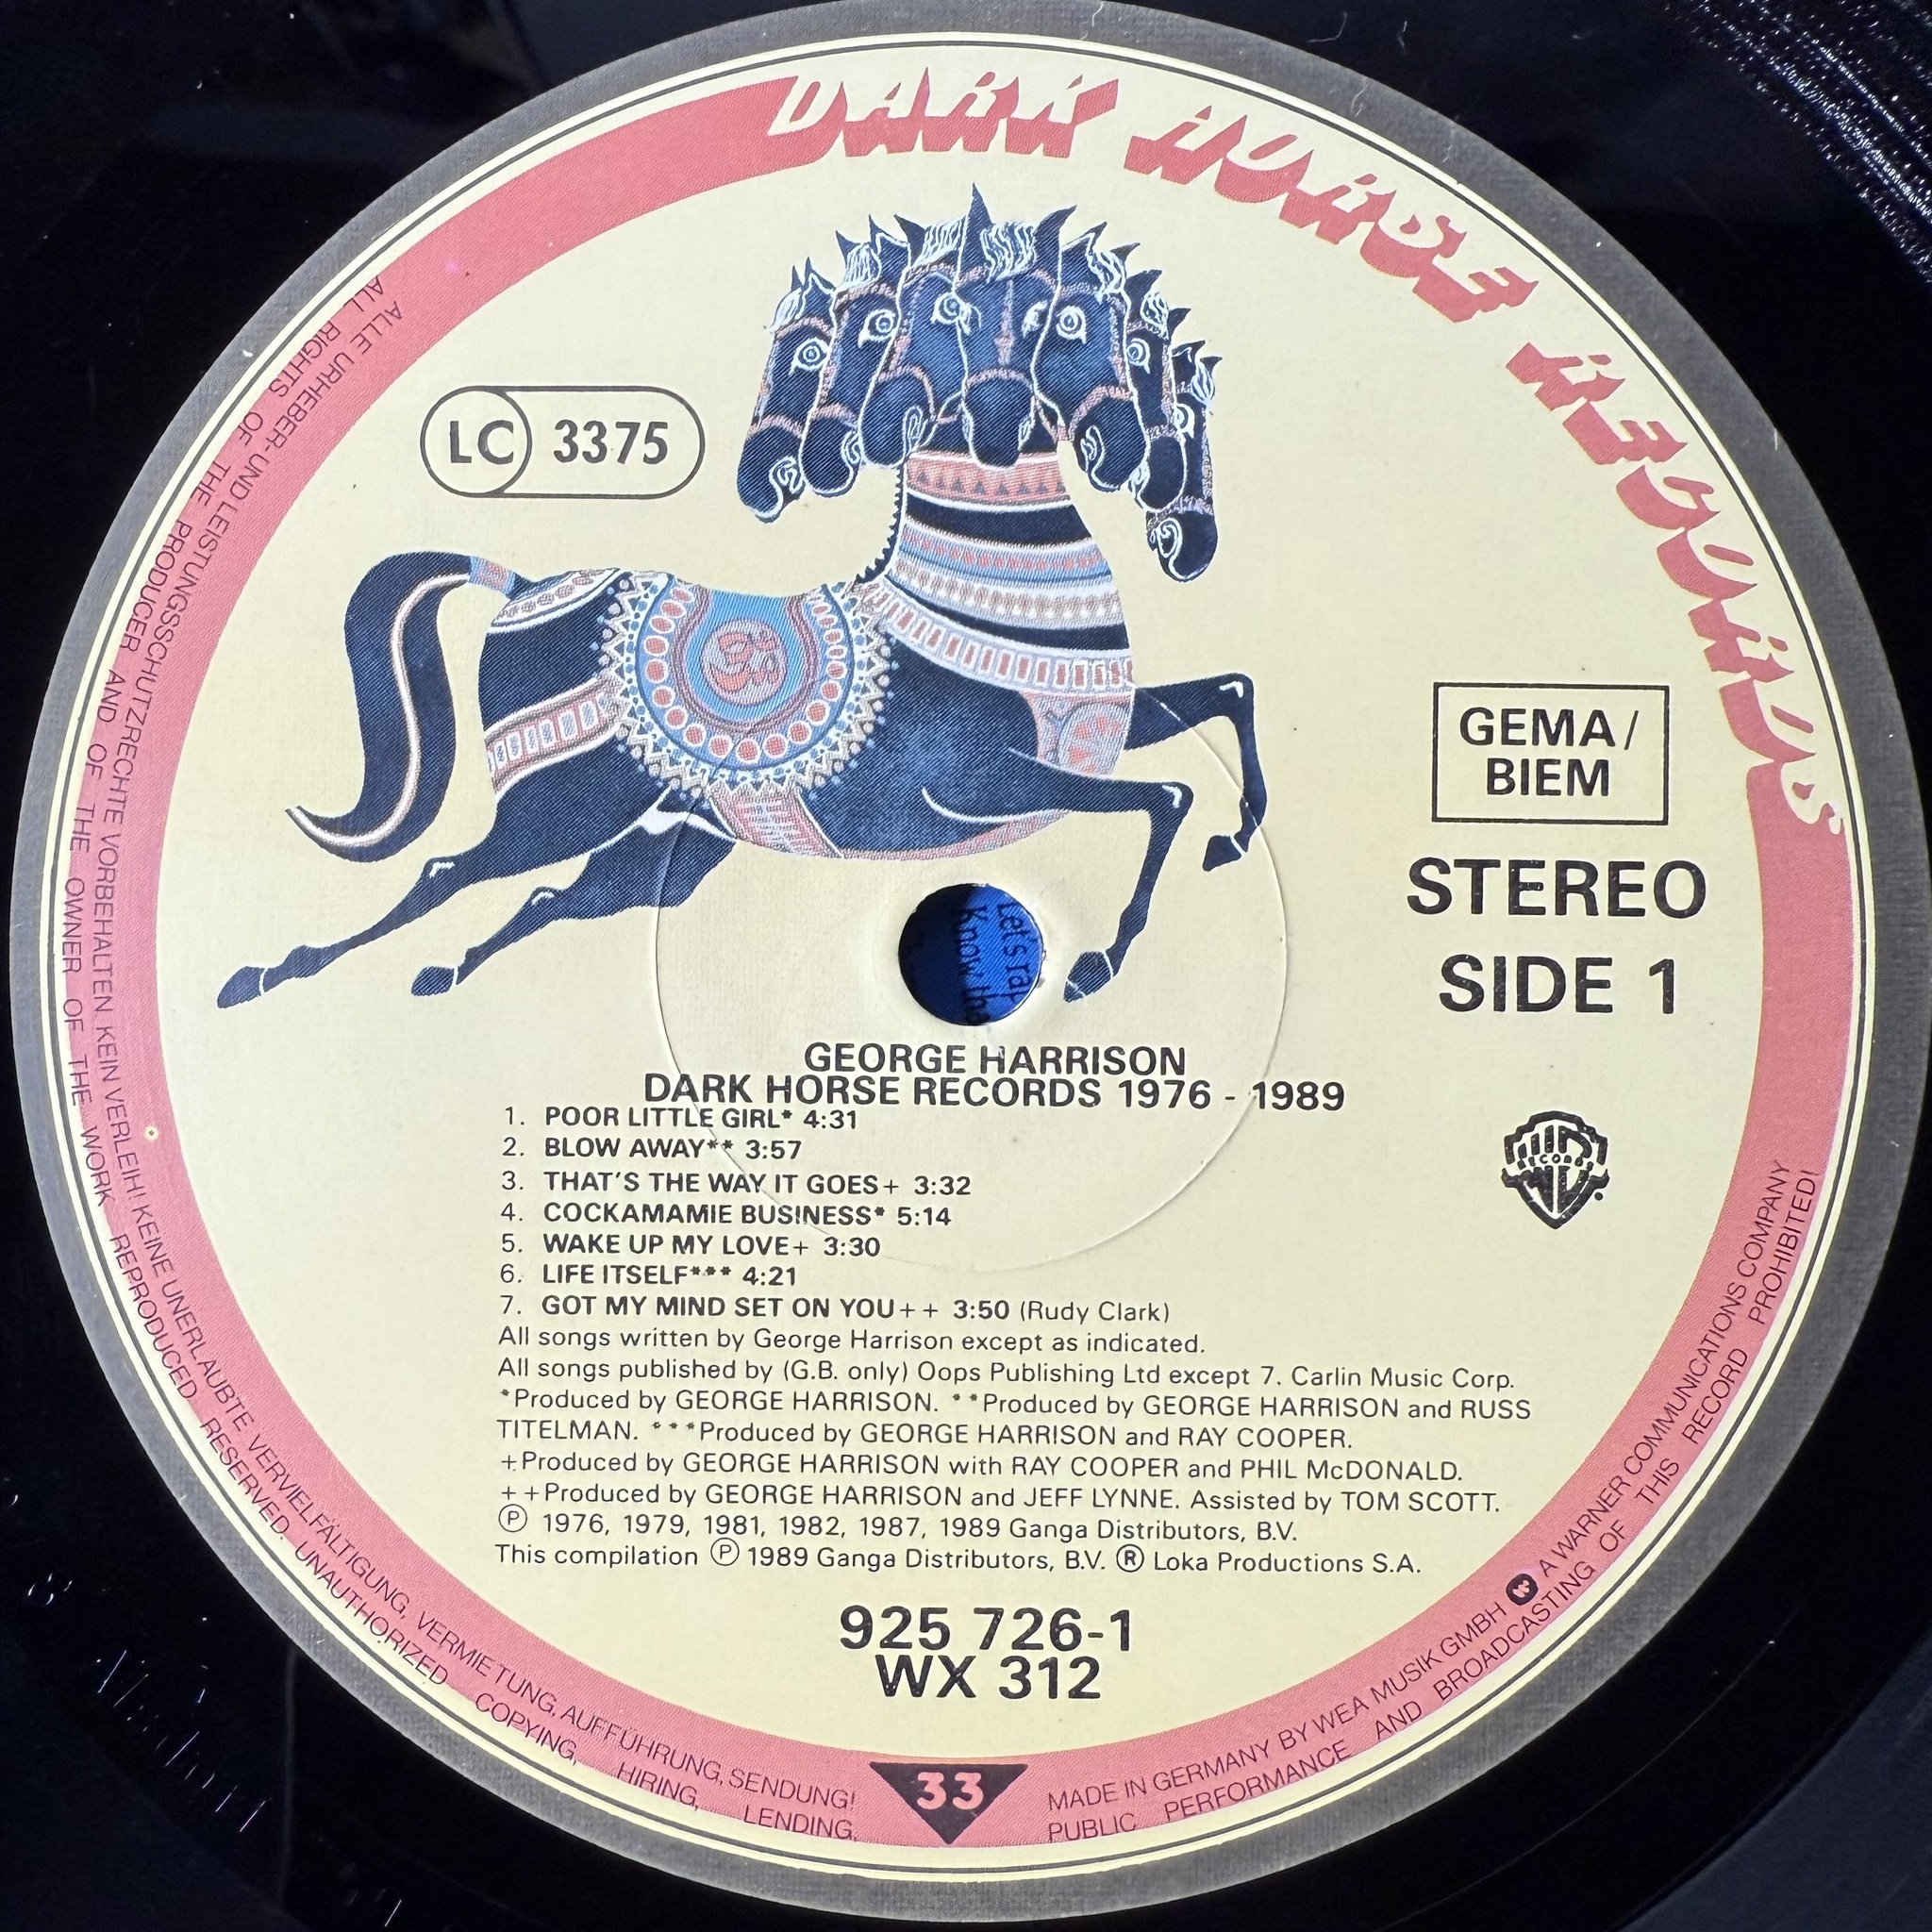 DARK HORSE RECORDS
LC 3375
GEMA/
BIEM
STEREO
SIDE 1
Let's rap
Know the
GEORGE HARRISON
DARK HORSE RECORDS 1976 - 1989
1. POOR LITTLE GIRL* 4:31
2. BLOW AWAY** 3:57
3. THAT'S THE WAY IT GOES+ 3:32
4. COCKAMAMIE BUSINESS* 5:14
5. WAKE UP MY LOVE+ 3:30
6. LIFE ITSELF*** 4:21
7. GOT MY MIND SET ON YOU++ 3:50 (Rudy Clark)
All songs written by George Harrison except as indicated.
All songs published by (G.B. only) Oops Publishing Ltd except 7. Carlin Music Corp.
*Produced by GEORGE HARRISON. **Produced by GEORGE HARRISON and RUSS
TITELMAN. ***Produced by GEORGE HARRISON and RAY COOPER.
+Produced by GEORGE HARRISON with RAY COOPER and PHIL McDONALD.
++Produced by GEORGE HARRISON and JEFF LYNNE. Assisted by TOM SCOTT.
Ⓟ 1976, 1979, 1981, 1982, 1987, 1989 Ganga Distributors, B.V.
This compilation Ⓟ 1989 Ganga Distributors, B.V. ® Loka Productions S.A.
WB
RECORDS
925 726-1
WX 312
33
ALLE URHEBER- UND LEISTUNGSSCHUTZRECHTE VORBEHALTEN. KEIN VERLEIH! KEINE UNERLAUBTE VERVIELFÄLTIGUNG, VERMIETUNG, AUFFÜHRUNG, SENDUNG!
ALL RIGHTS OF THE PRODUCER AND OF THE OWNER OF THE WORK REPRODUCED RESERVED. UNAUTHORIZED COPYING, HIRING, LENDING,
MADE IN GERMANY BY WEA MUSIK GMBH A WARNER COMMUNICATIONS COMPANY
PUBLIC PERFORMANCE AND BROADCASTING OF THIS RECORD PROHIBITED!